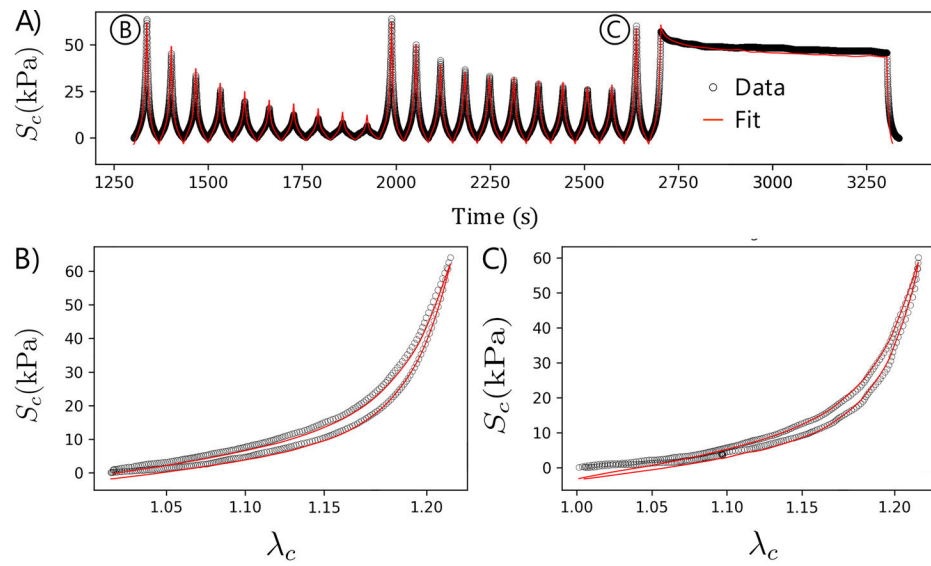 A)
B
C
S_c(kPa)
50
25
0
Data
Fit
1250 1500 1750 2000 2250 2500 2750 3000 3250
Time (s)
B)
S_c(kPa)
60
50
40
30
20
10
0
1.05 1.10 1.15 1.20
λ_c
C)
S_c(kPa)
60
50
40
30
20
10
0
1.00 1.05 1.10 1.15 1.20
λ_c